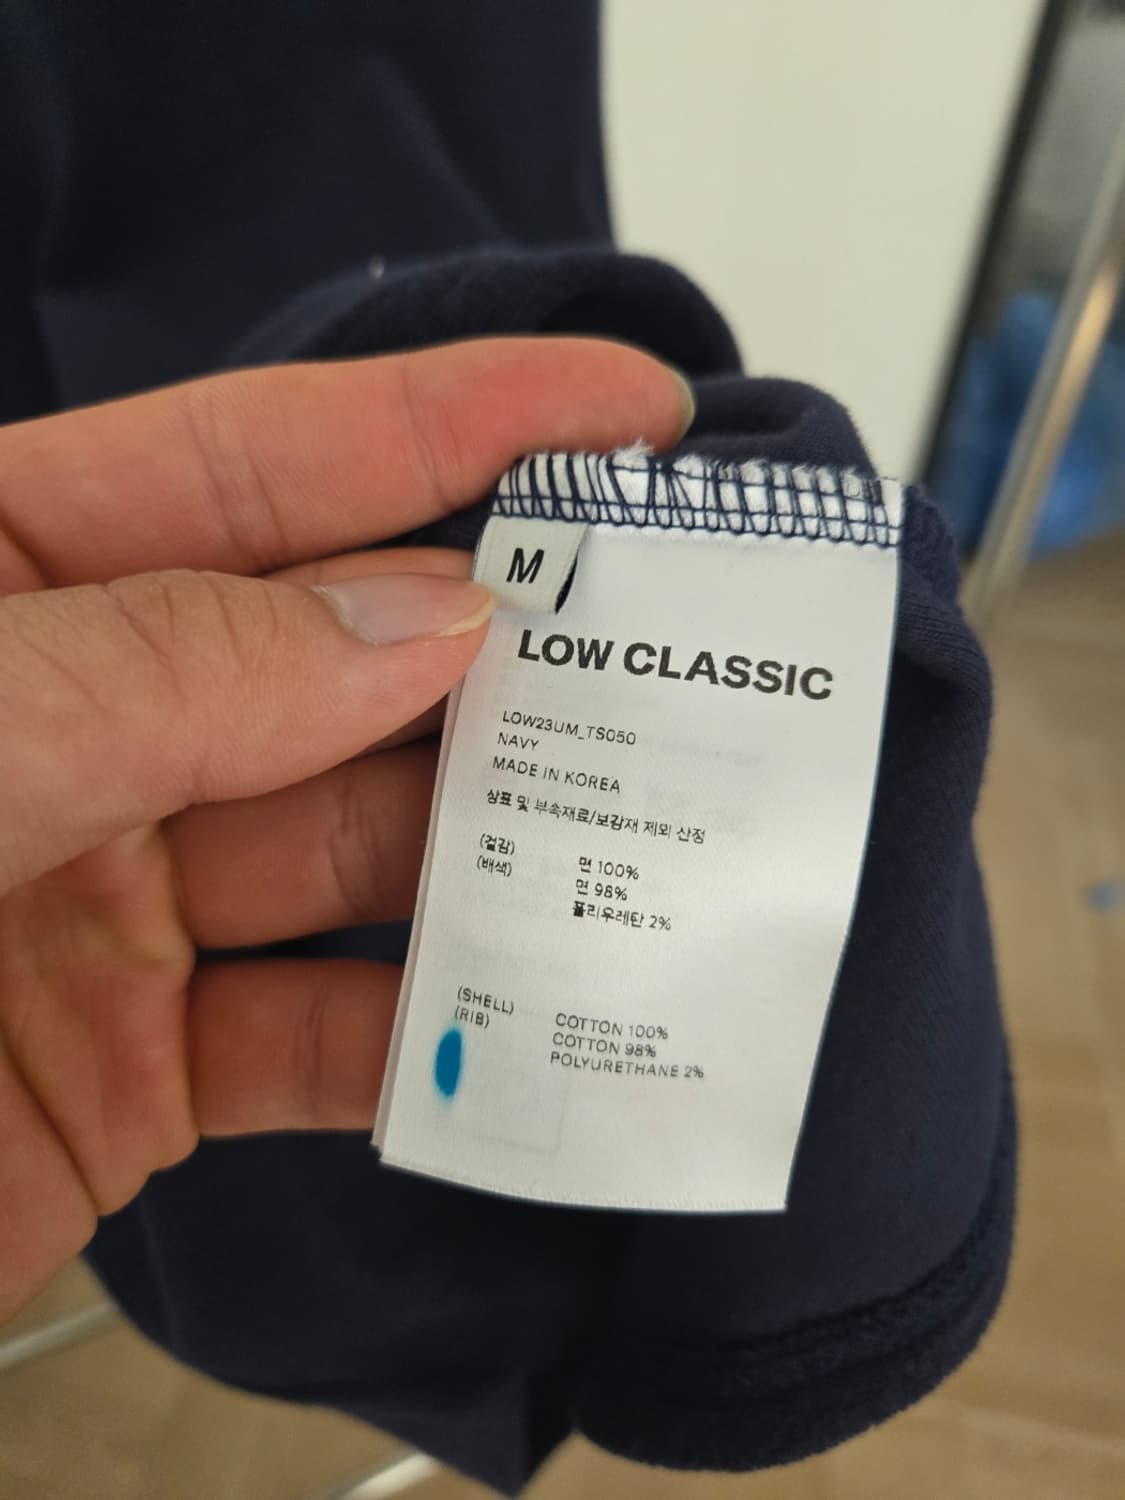 M
LOW CLASSIC
LOW23UM_TS050
NAVY
MADE IN KOREA
상표 및 부속재료/보강재 제외 산정
(겉감) 면 100%
(배색) 면 98%
폴리우레탄 2%
(SHELL) COTTON 100%
(RIB) COTTON 98%
POLYURETHANE 2%